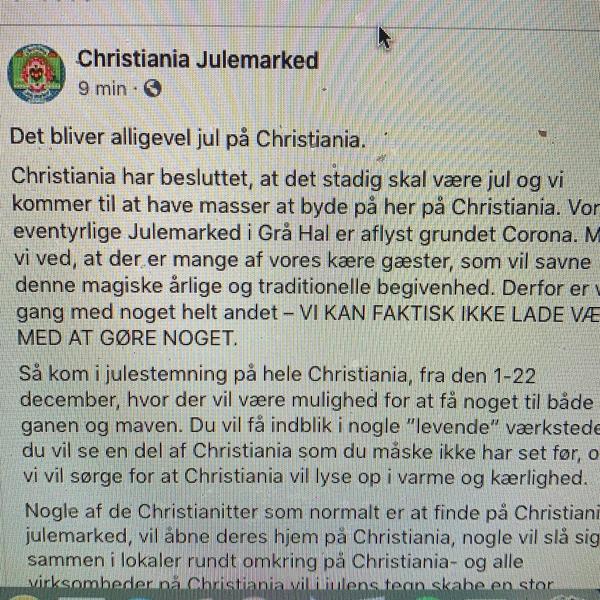 Christiania Julemarked
9 min ·
Det bliver alligevel jul på Christiania.
Christiania har besluttet, at det stadig skal være jul og vi
kommer til at have masser at byde på her på Christiania. Vor
eventyrlige Julemarked i Grå Hal er aflyst grundet Corona. M
vi ved, at der er mange af vores kære gæster, som vil savne
denne magiske årlige og traditionelle begivenhed. Derfor er v
gang med noget helt andet – VI KAN FAKTISK IKKE LADE VÆ
MED AT GØRE NOGET.
Så kom i julestemning på hele Christiania, fra den 1-22
december, hvor der vil være mulighed for at få noget til både
ganen og maven. Du vil få indblik i nogle "levende" værkstede
du vil se en del af Christiania som du måske ikke har set før, o
vi vil sørge for at Christiania vil lyse op i varme og kærlighed.
Nogle af de Christianitter som normalt er at finde på Christiani
julemarked, vil åbne deres hjem på Christiania, nogle vil slå sig
sammen i lokaler rundt omkring på Christiania- og alle
virksomheder på Christiania vil i julens tegn skabe en stor